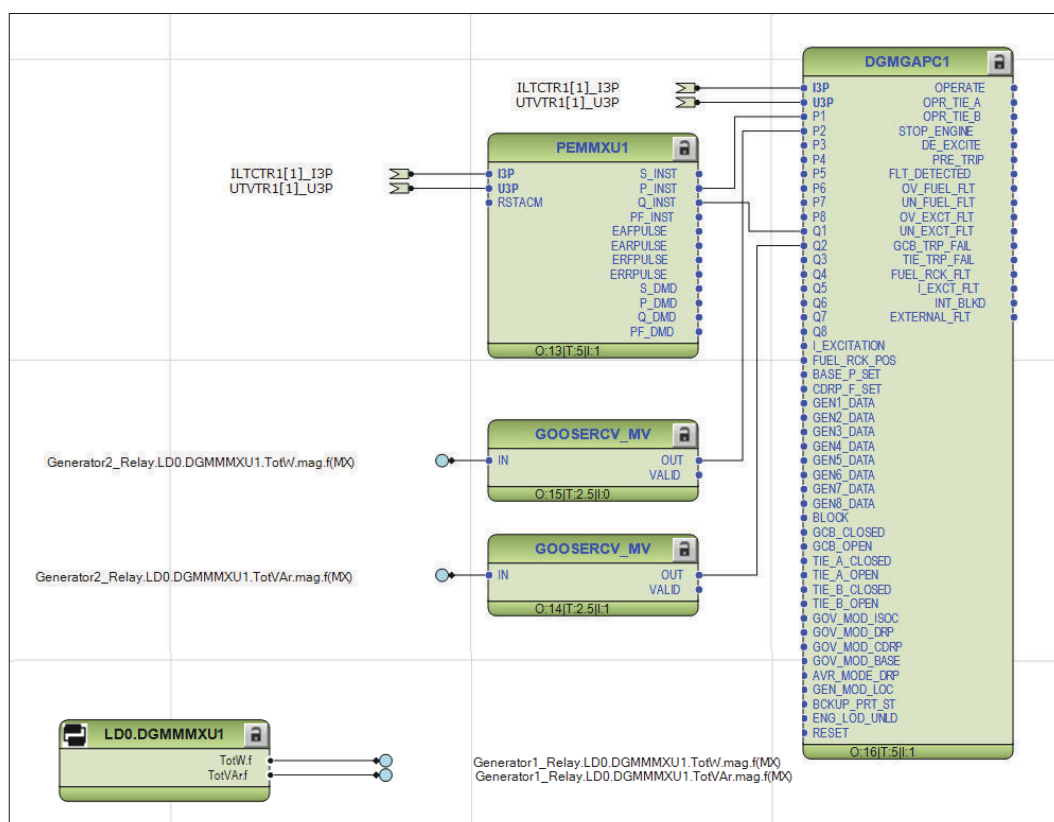 DGMGAPC1
ILTCTR1[1]_I3P
UTVTR1[1]_U3P
I3P OPERATE
U3P OPR_TIE_A
P1 OPR_TIE_B
P2 STOP_ENGINE
P3 DE_EXCITE
P4 PRE_TRIP
P5 FLT_DETECTED
P6 OV_FUEL_FLT
P7 UN_FUEL_FLT
P8 OV_EXCT_FLT
Q1 UN_EXCT_FLT
Q2 GCB_TRP_FAIL
Q3 TIE_TRP_FAIL
Q4 FUEL_RCK_FLT
Q5 I_EXCT_FLT
Q6 INT_BLKD
Q7 EXTERNAL_FLT
Q8
I_EXCITATION
FUEL_RCK_POS
BASE_P_SET
CDRP_F_SET
GEN1_DATA
GEN2_DATA
GEN3_DATA
GEN4_DATA
GEN5_DATA
GEN6_DATA
GEN7_DATA
GEN8_DATA
BLOCK
GCB_CLOSED
GCB_OPEN
TIE_A_CLOSED
TIE_A_OPEN
TIE_B_CLOSED
TIE_B_OPEN
GOV_MOD_ISOC
GOV_MOD_DRP
GOV_MOD_CDRP
GOV_MOD_BASE
AVR_MODE_DRP
GEN_MOD_LOC
BCKUP_PRT_ST
ENG_LOD_UNLD
RESET
O:16|T:5|I:1
PEMMXU1
ILTCTR1[1]_I3P
UTVTR1[1]_U3P
I3P S_INST
U3P P_INST
RSTACM Q_INST
PF_INST
EAFPULSE
EARPULSE
ERFPULSE
ERRPULSE
S_DMD
P_DMD
Q_DMD
PF_DMD
O:13|T:5|I:1
GOOSERCV_MV
Generator2_Relay.LD0.DGMMMXU1.TotW.mag.f(MX)
IN OUT
VALID
O:15|T:2.5|I:0
GOOSERCV_MV
Generator2_Relay.LD0.DGMMMXU1.TotVAr.mag.f(MX)
IN OUT
VALID
O:14|T:2.5|I:1
LD0.DGMMMXU1
TotW.f
TotVAr.f
Generator1_Relay.LD0.DGMMMXU1.TotW.mag.f(MX)
Generator1_Relay.LD0.DGMMMXU1.TotVAr.mag.f(MX)